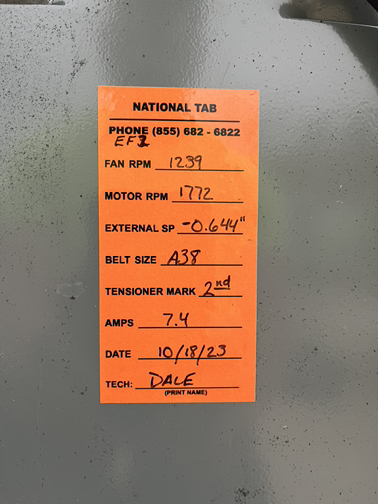 NATIONAL TAB
PHONE (855) 682 - 6822
FAN RPM 1239
MOTOR RPM 1772
EXTERNAL SP -0.644"
BELT SIZE A38
TENSIONER MARK 2nd
AMPS 7.4
DATE 10/18/23
TECH: DALE
(PRINT NAME)